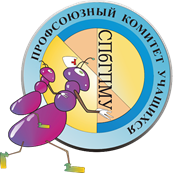 ПРОФСОЮЗНЫЙ КОМИТЕТ УЧАЩИХСЯ
СПбГПМУ